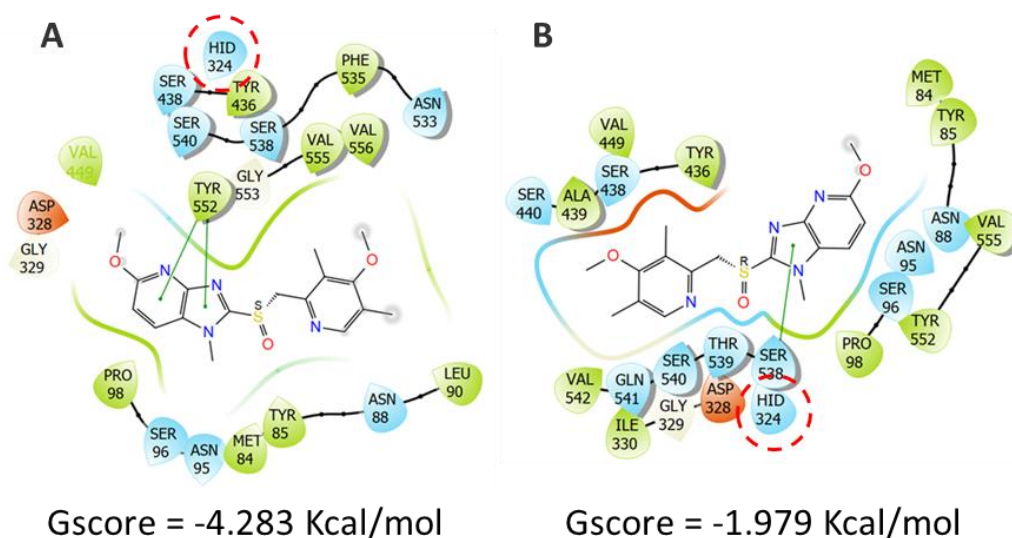 A
HID
324
SER
438
TYR
436
PHE
535
ASN
533
SER
540
SER
538
VAL
555
VAL
556
GLY
553
VAL
449
TYR
552
ASP
328
GLY
329
O
N
N
N
S
S
O
N
O
PRO
98
SER
96
ASN
95
MET
84
TYR
85
ASN
88
LEU
90
Gscore = -4.283 Kcal/mol
B
MET
84
TYR
85
VAL
449
SER
438
TYR
436
SER
440
ALA
439
ASN
88
VAL
555
ASN
95
SER
96
TYR
552
PRO
98
O
N
N
N
R
S
O
N
O
VAL
542
GLN
541
SER
540
THR
539
SER
538
ILE
330
GLY
329
ASP
328
HID
324
Gscore = -1.979 Kcal/mol